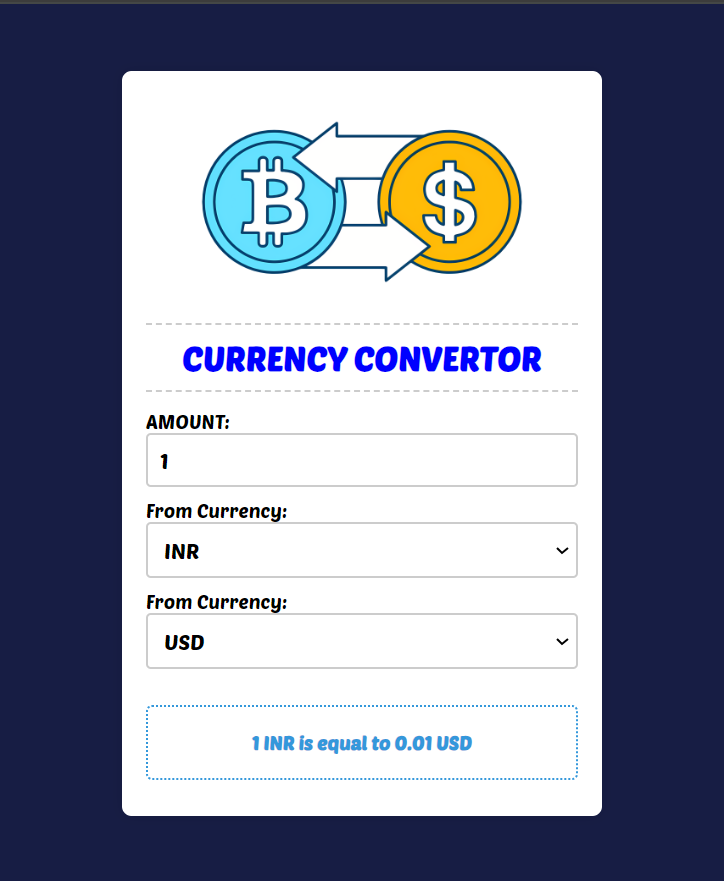 ₿ $
CURRENCY CONVERTOR
AMOUNT:
1
From Currency:
INR
From Currency:
USD
1 INR is equal to 0.01 USD